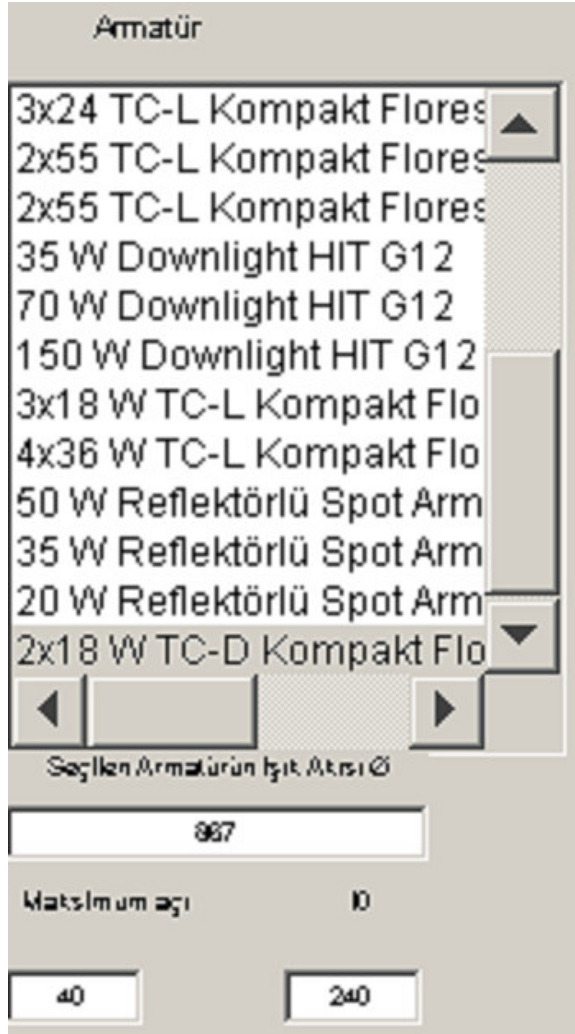 Armatür
3x24 TC-L Kompakt Flores
2x55 TC-L Kompakt Flores
2x55 TC-L Kompakt Flores
35 W Downlight HIT G12
70 W Downlight HIT G12
150 W Downlight HIT G12
3x18 W TC-L Kompakt Flo
4x36 W TC-L Kompakt Flo
50 W Reflektörlü Spot Arm
35 W Reflektörlü Spot Arm
20 W Reflektörlü Spot Arm
2x18 W TC-D Kompakt Flo
Seçilen Armatürün Işık Akısı Ø
867
Maksimum açı I0
40 240